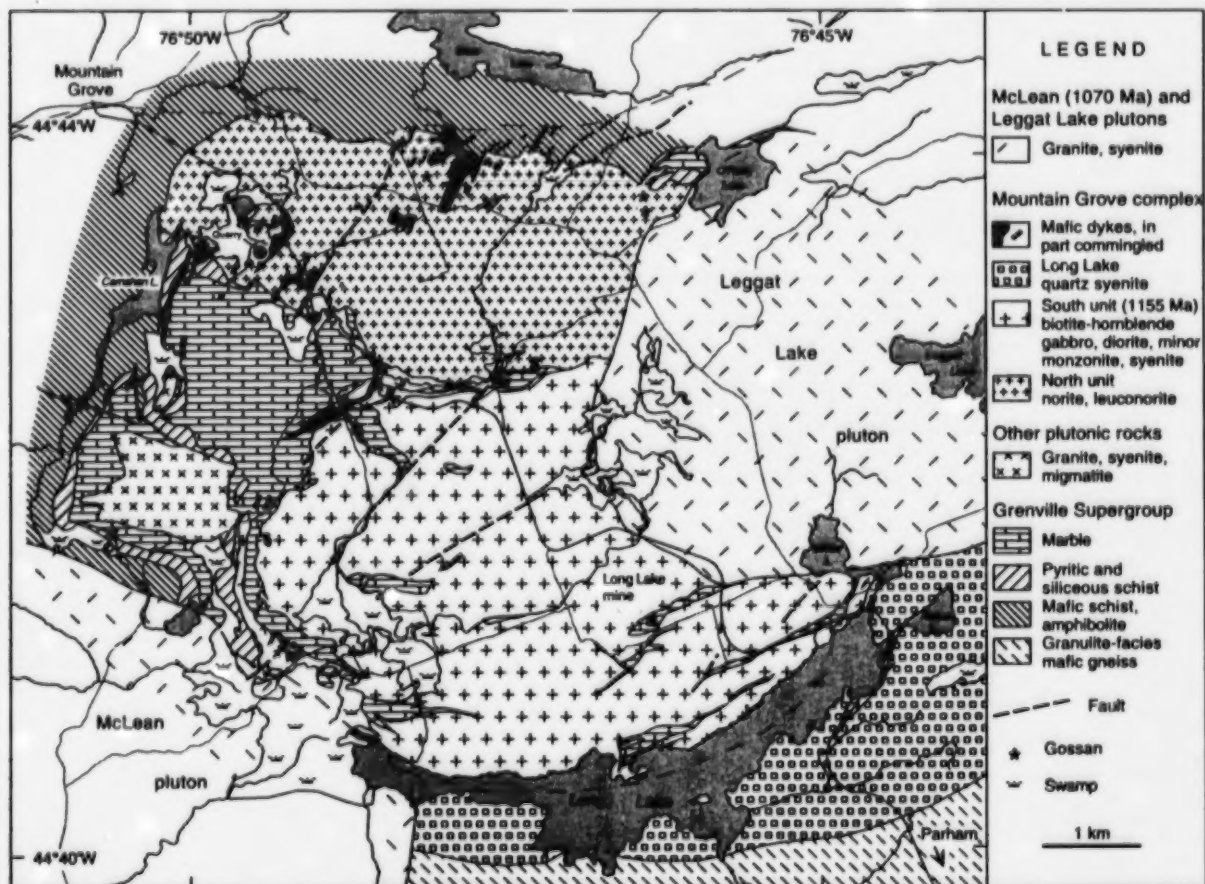 76°50'W
76°45'W
Mountain
Grove
44°44'W
Quarry
Carnahan L.
Leggat
Lake
pluton
Long Lake
mine
McLean
pluton
Long Lake
Parham
44°40'W
LEGEND
McLean (1070 Ma) and
Leggat Lake plutons
Granite, syenite
Mountain Grove complex
Mafic dykes, in
part commingled
Long Lake
quartz syenite
South unit (1155 Ma)
biotite-hornblende
gabbro, diorite, minor
monzonite, syenite
North unit
norite, leuconorite
Other plutonic rocks
Granite, syenite,
migmatite
Grenville Supergroup
Marble
Pyritic and
siliceous schist
Mafic schist,
amphibolite
Granulite-facies
mafic gneiss
Fault
Gossan
Swamp
1 km